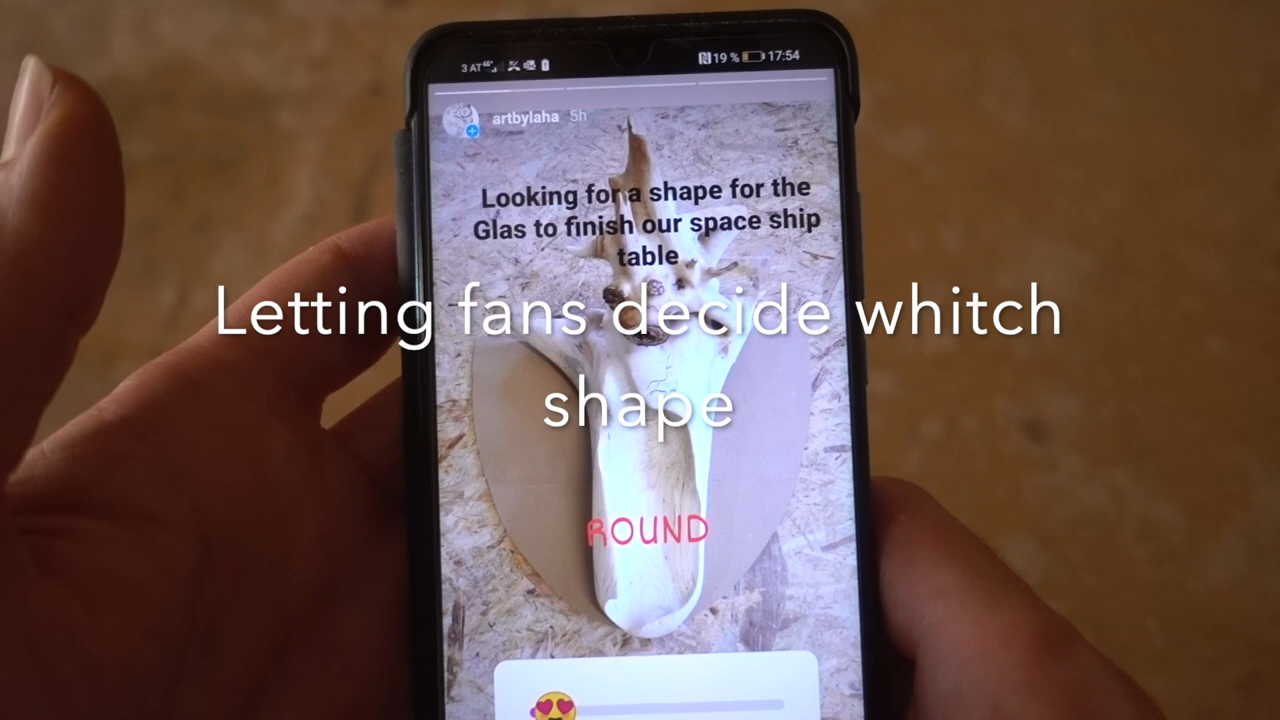 3 AT 19 % 17:54
artbylaha 5h
Looking for a shape for the
Glas to finish our space ship
table
Letting fans decide whitch
shape
ROUND